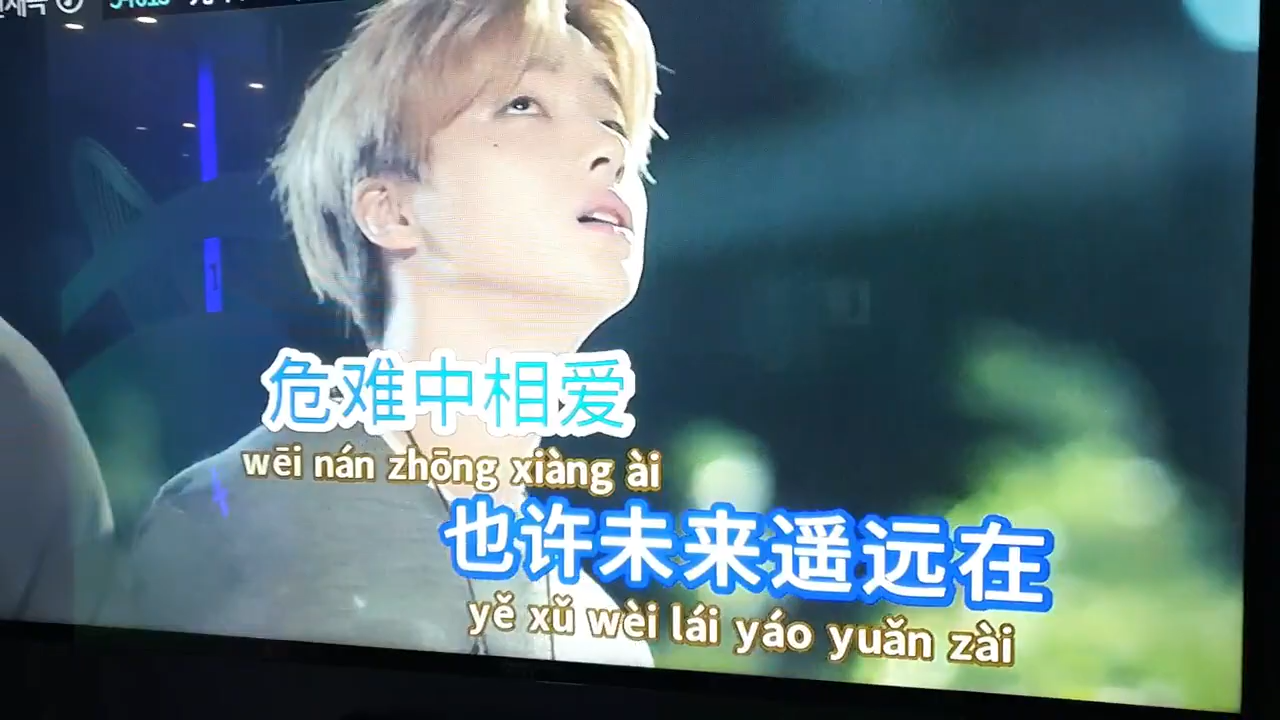 危难中相爱
wēi nán zhōng xiàng ài
也许未来遥远在
yě xǔ wèi lái yáo yuǎn zài